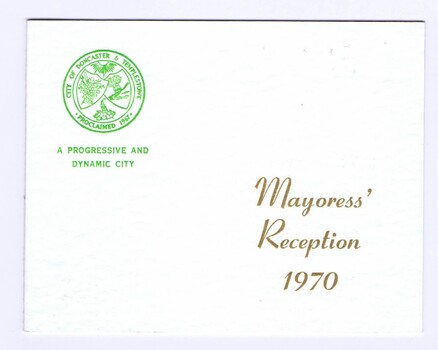 CITY OF DONCASTER & TEMPLESTOWE
• PROCLAIMED 1967 •
A PROGRESSIVE AND
DYNAMIC CITY
Mayoress'
Reception
1970